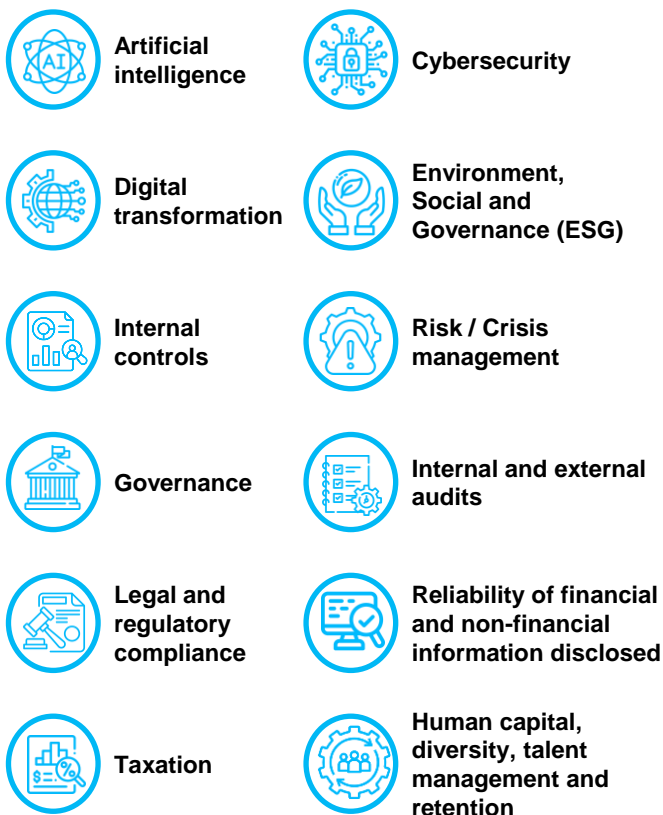 AI
Artificial
intelligence
Cybersecurity
Digital
transformation
Environment,
Social and
Governance (ESG)
Internal
controls
Risk / Crisis
management
Governance
Internal and external
audits
Legal and
regulatory
compliance
Reliability of financial
and non-financial
information disclosed
$=
%
Taxation
Human capital,
diversity, talent
management and
retention